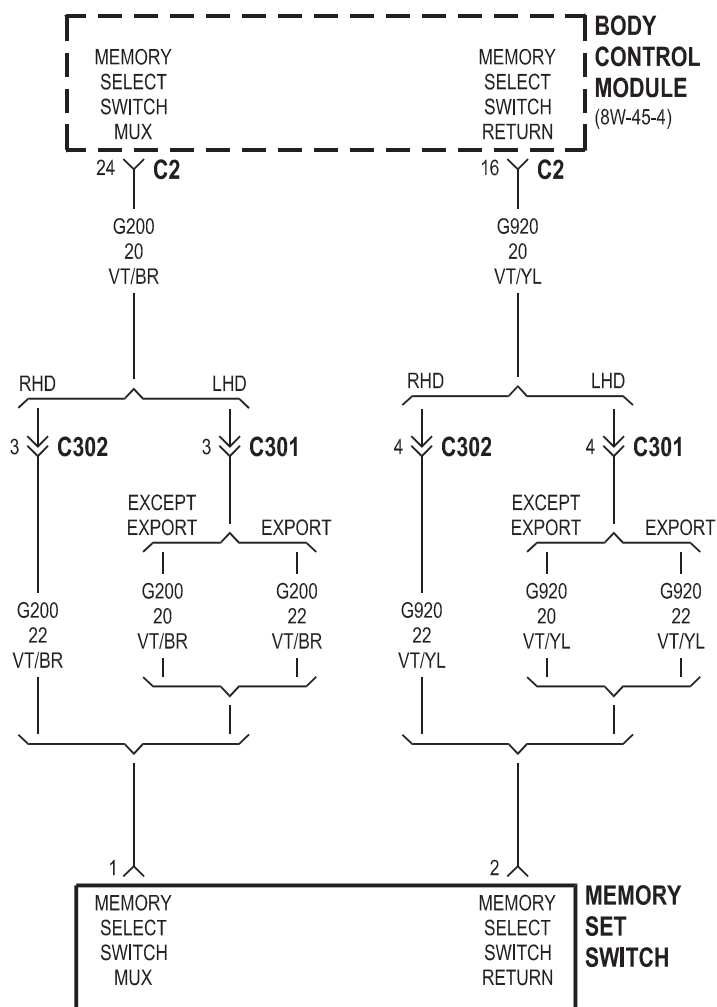 BODY
CONTROL
MODULE
(8W-45-4)
MEMORY
SELECT
SWITCH
MUX
MEMORY
SELECT
SWITCH
RETURN
24 C2
16 C2
G200
20
VT/BR
G920
20
VT/YL
RHD
LHD
RHD
LHD
3 C302
3 C301
4 C302
4 C301
EXCEPT
EXPORT
EXPORT
EXCEPT
EXPORT
EXPORT
G200
22
VT/BR
G200
20
VT/BR
G200
22
VT/BR
G920
22
VT/YL
G920
20
VT/YL
G920
22
VT/YL
1
2
MEMORY
SELECT
SWITCH
MUX
MEMORY
SELECT
SWITCH
RETURN
MEMORY
SET
SWITCH